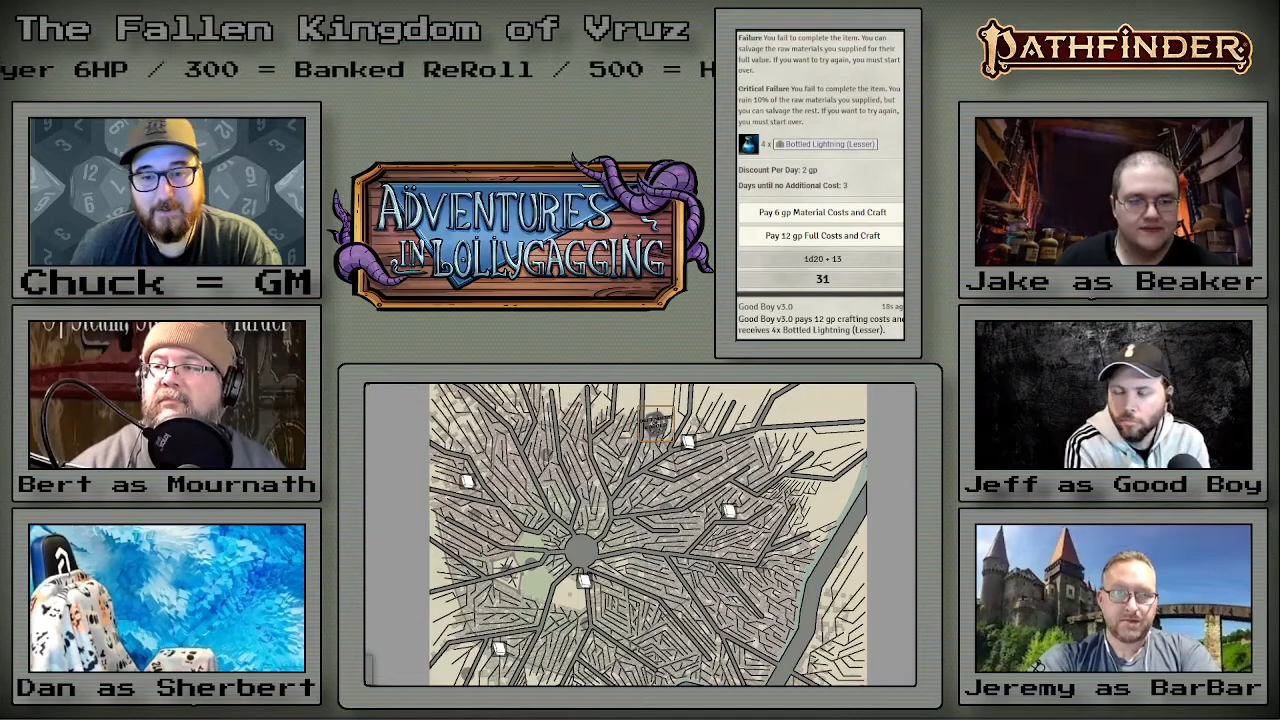 The Fallen Kingdom of Vruz
yer 6HP / 300 = Banked ReRoll / 500 = H
PATHFINDER
Failure You fail to complete the item. You can
salvage the raw materials you supplied for their
full value. If you want to try again, you must start
over.
Critical Failure You fail to complete the item. You
ruin 10% of the raw materials you supplied, but
you can salvage the rest. If you want to try again,
you must start over.
4 x Bottled Lightning (Lesser)
Discount Per Day: 2 gp
Days until no Additional Cost: 3
Pay 6 gp Material Costs and Craft
Pay 12 gp Full Costs and Craft
1d20 + 13
31
Good Boy v3.0 18s ag
Good Boy v3.0 pays 12 gp crafting costs and
receives 4x Bottled Lightning (Lesser).
ADVENTURES
IN LOLLYGAGGING
Chuck = GM
Jake as Beaker
Bert as Mournath
Jeff as Good Boy
Dan as Sherbert
Jeremy as BarBar